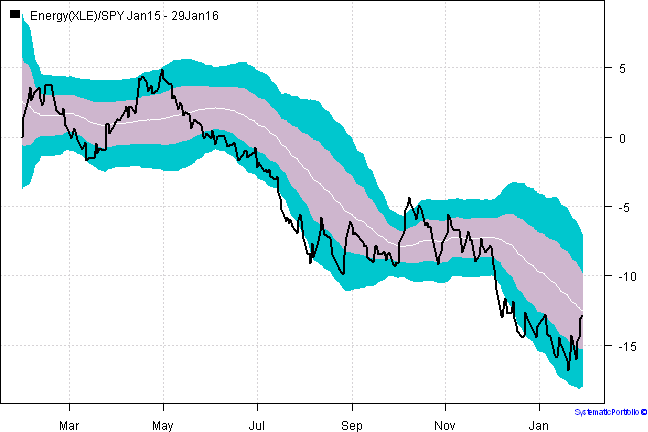 Energy(XLE)/SPY Jan15 - 29Jan16
5
0
-5
-10
-15
Mar May Jul Sep Nov Jan
SystematicPortfolio ©